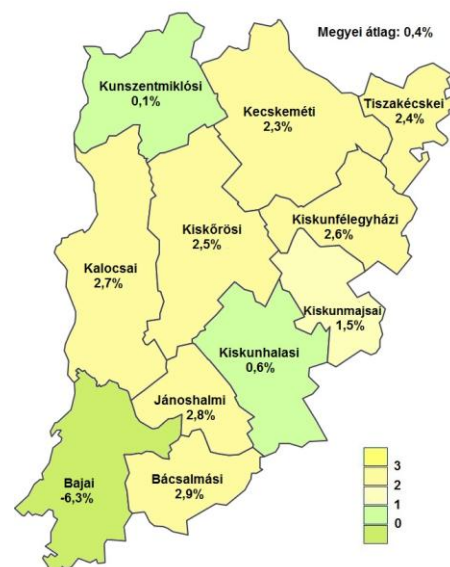 Megyei átlag: 0,4%
Kunszentmiklósi
0,1%
Kecskeméti
2,3%
Tiszakécskei
2,4%
Kiskunfélegyházi
2,6%
Kiskőrösi
2,5%
Kalocsai
2,7%
Kiskunmajsai
1,5%
Kiskunhalasi
0,6%
Jánoshalmi
2,8%
Bajai
-6,3%
Bácsalmási
2,9%
3
2
1
0